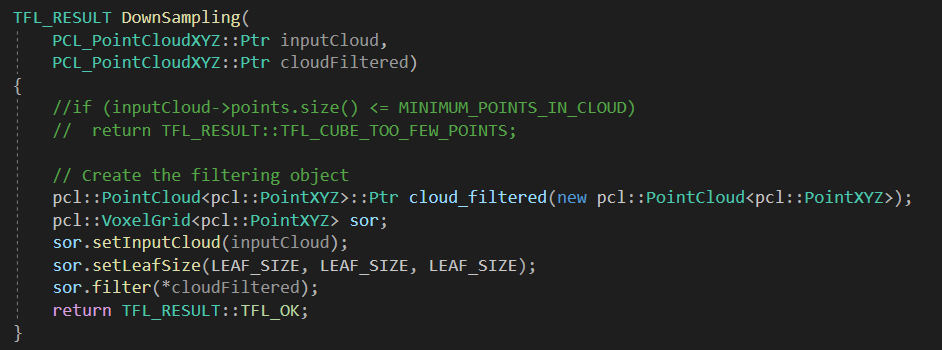 TFL_RESULT DownSampling(
    PCL_PointCloudXYZ::Ptr inputCloud,
    PCL_PointCloudXYZ::Ptr cloudFiltered)
{
    //if (inputCloud->points.size() <= MINIMUM_POINTS_IN_CLOUD)
    //  return TFL_RESULT::TFL_CUBE_TOO_FEW_POINTS;

    // Create the filtering object
    pcl::PointCloud<pcl::PointXYZ>::Ptr cloud_filtered(new pcl::PointCloud<pcl::PointXYZ>);
    pcl::VoxelGrid<pcl::PointXYZ> sor;
    sor.setInputCloud(inputCloud);
    sor.setLeafSize(LEAF_SIZE, LEAF_SIZE, LEAF_SIZE);
    sor.filter(*cloudFiltered);
    return TFL_RESULT::TFL_OK;
}